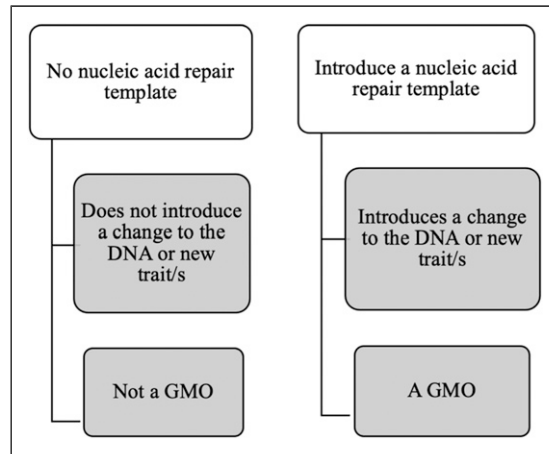 No nucleic acid repair
template
Does not introduce
a change to the
DNA or new
trait/s
Not a GMO
Introduce a nucleic acid
repair template
Introduces a change
to the DNA or new
trait/s
A GMO